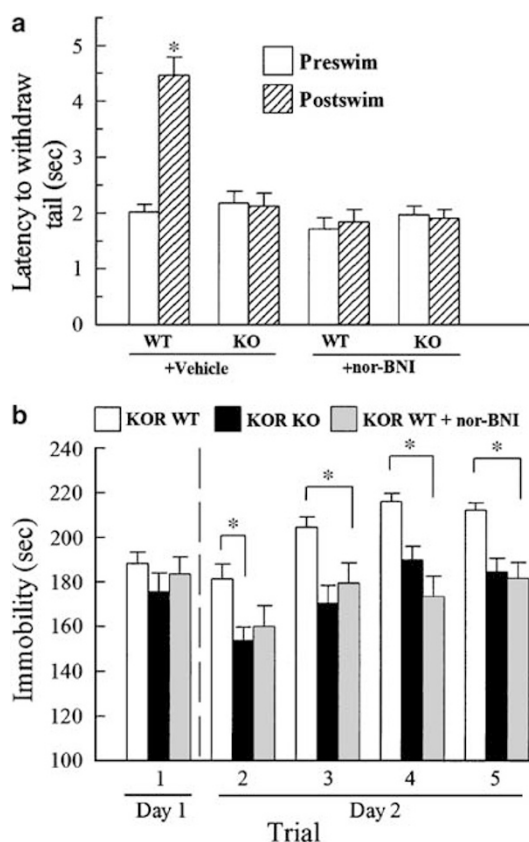 a
Latency to withdraw
tail (sec)
5
4
3
2
1
0
*
Preswim
Postswim
WT KO WT KO
+Vehicle +nor-BNI
b
KOR WT KOR KO KOR WT + nor-BNI
Immobility (sec)
240
220
200
180
160
140
120
100
* * * *
1 2 3 4 5
Day 1 Day 2
Trial